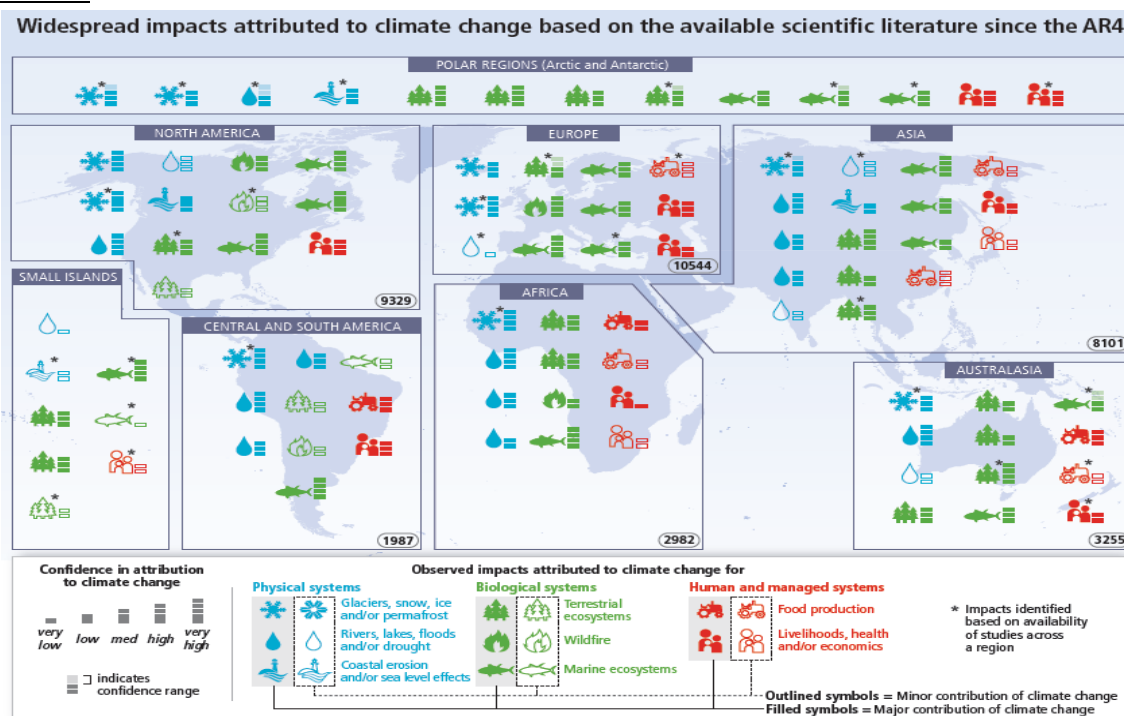 Widespread impacts attributed to climate change based on the available scientific literature since the AR4
POLAR REGIONS (Arctic and Antarctic)
NORTH AMERICA
9329
EUROPE
10544
ASIA
8101
SMALL ISLANDS
CENTRAL AND SOUTH AMERICA
1987
AFRICA
2982
AUSTRALASIA
3255
Confidence in attribution
to climate change
very
low
low
med
high
very
high
indicates
confidence range
Observed impacts attributed to climate change for
Physical systems
Glaciers, snow, ice
and/or permafrost
Rivers, lakes, floods
and/or drought
Coastal erosion
and/or sea level effects
Biological systems
Terrestrial
ecosystems
Wildfire
Marine ecosystems
Human and managed systems
Food production
Livelihoods, health
and/or economics
* Impacts identified
based on availability
of studies across
a region
Outlined symbols = Minor contribution of climate change
Filled symbols = Major contribution of climate change